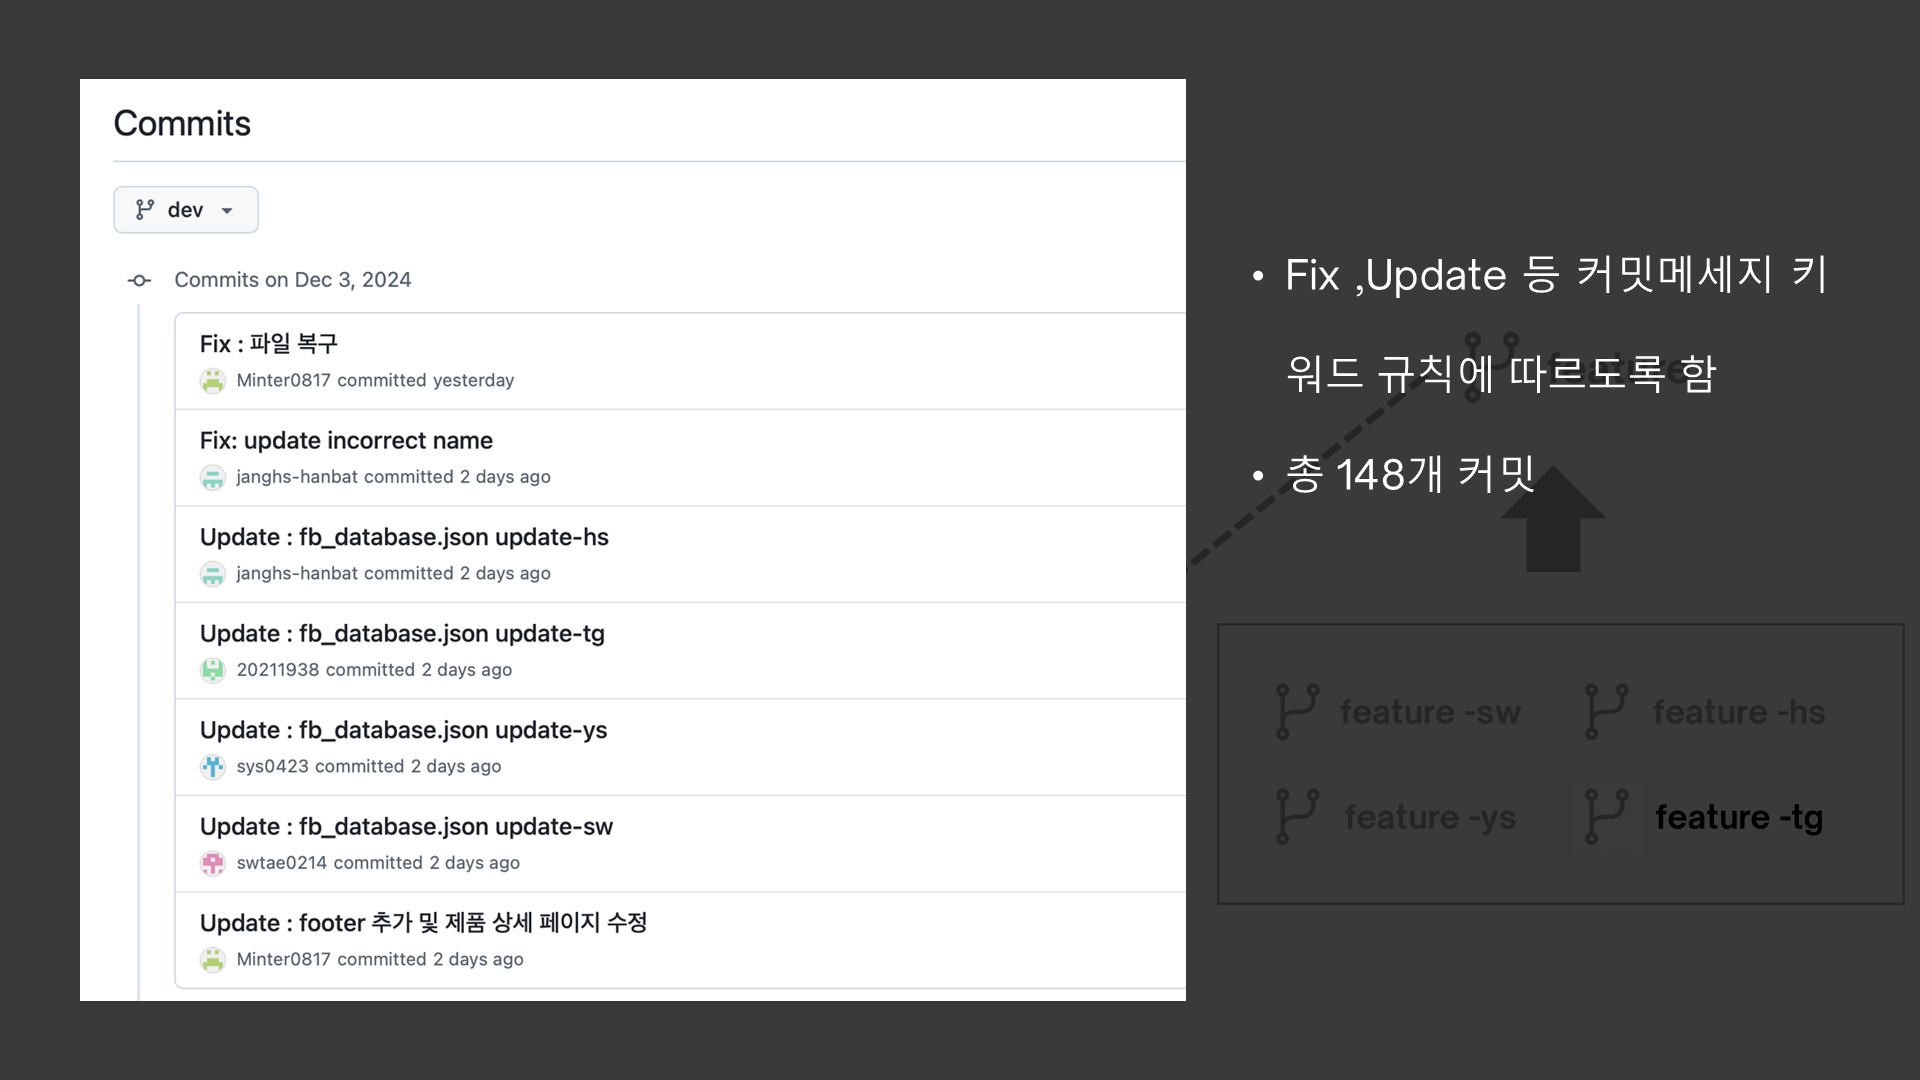 Commits
dev
Commits on Dec 3, 2024
Fix : 파일 복구
Minter0817 committed yesterday
Fix: update incorrect name
janghs-hanbat committed 2 days ago
Update : fb_database.json update-hs
janghs-hanbat committed 2 days ago
Update : fb_database.json update-tg
20211938 committed 2 days ago
Update : fb_database.json update-ys
sys0423 committed 2 days ago
Update : fb_database.json update-sw
swtae0214 committed 2 days ago
Update : footer 추가 및 제품 상세 페이지 수정
Minter0817 committed 2 days ago
• Fix ,Update 등 커밋메세지 키
워드 규칙에 따르도록 함
feature
• 총 148개 커밋
feature -sw
feature -hs
feature -ys
feature -tg